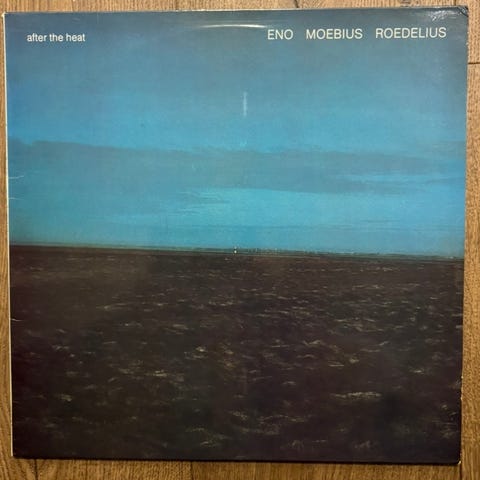 after the heat
ENO MOEBIUS ROEDELIUS